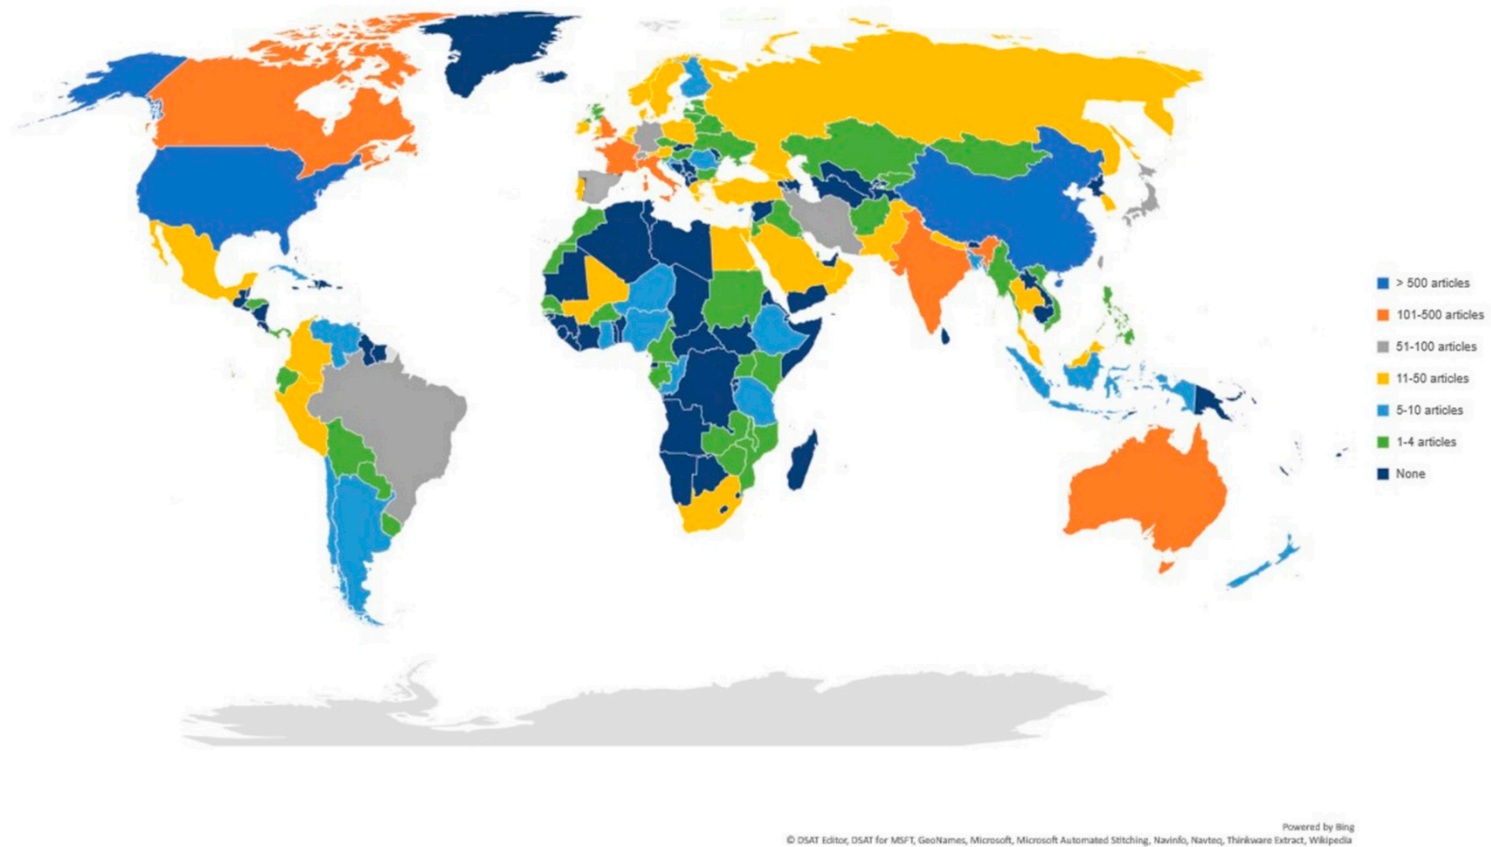 > 500 articles
101-500 articles
51-100 articles
11-50 articles
5-10 articles
1-4 articles
None
Powered by Bing
© DSAT Editor, DSAT for MSFT, GeoNames, Microsoft, Microsoft Automated Stitching, Navinfo, Navteq, Thinkware Extract, Wikipedia